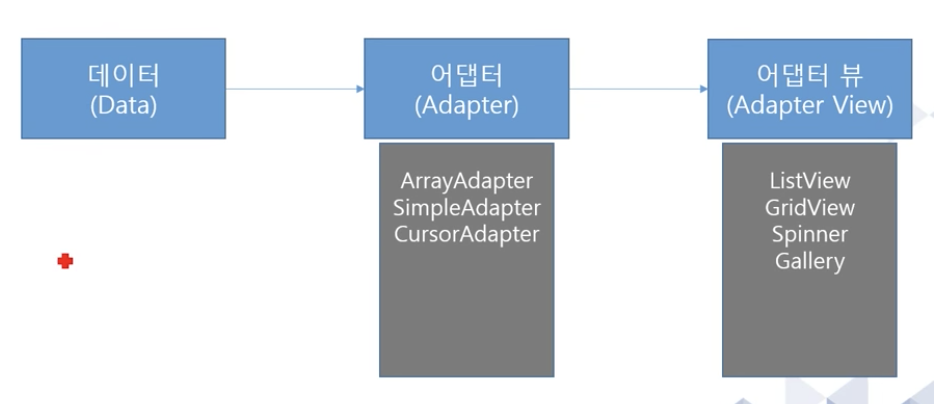 데이터
(Data)
어댑터
(Adapter)
어댑터 뷰
(Adapter View)
ArrayAdapter
SimpleAdapter
CursorAdapter
ListView
GridView
Spinner
Gallery